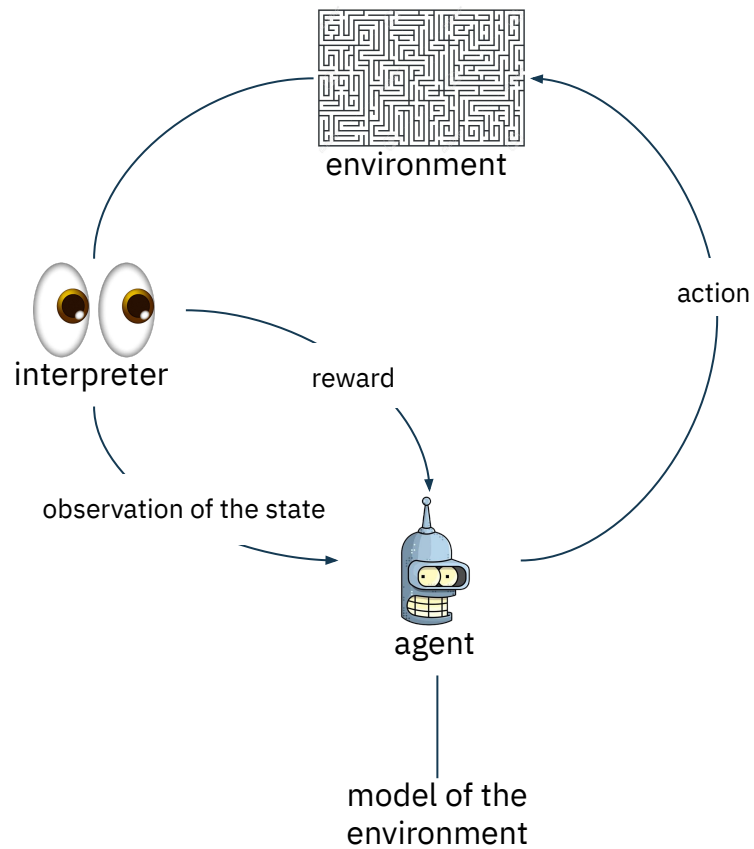 environment
action
interpreter
reward
observation of the state
agent
model of the
environment